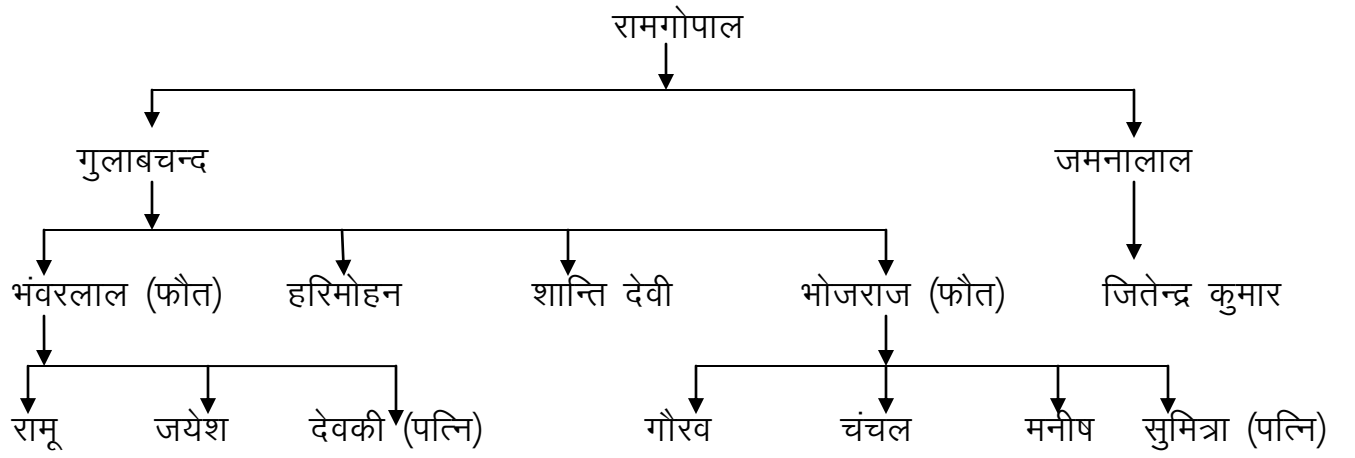 रामगोपाल
गुलाबचन्द जमनालाल
भंवरलाल (फौत) हरिमोहन शान्ति देवी भोजराज (फौत) जितेन्द्र कुमार
रामू जयेश देवकी (पत्नि) गौरव चंचल मनीष सुमित्रा (पत्नि)